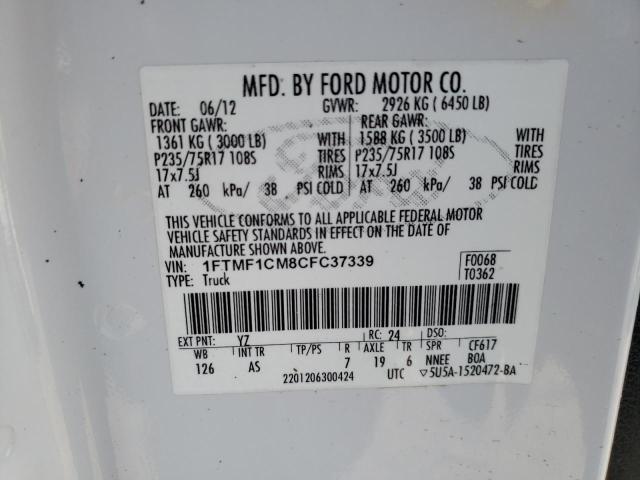 MFD. BY FORD MOTOR CO.
DATE: 06/12 GVWR: 2926 KG ( 6450 LB)
FRONT GAWR: REAR GAWR:
1361 KG ( 3000 LB) WITH 1588 KG ( 3500 LB) WITH
P235/75R17 108S TIRES P235/75R17 108S TIRES
17x7.5J RIMS 17x7.5J RIMS
AT 260 kPa/ 38 PSI COLD AT 260 kPa/ 38 PSI COLD
THIS VEHICLE CONFORMS TO ALL APPLICABLE FEDERAL MOTOR
VEHICLE SAFETY STANDARDS IN EFFECT ON THE DATE OF
MANUFACTURE SHOWN ABOVE.
VIN: 1FTMF1CM8CFC37339 F0068
TYPE: Truck T0362
EXT PNT: YZ RC: 24 DSO:
WB INT TR TP/PS R AXLE TR SPR CF617
126 AS 7 19 6 NNEE BOA
2201206300424 UTC ▽5U5A-1520472-BA